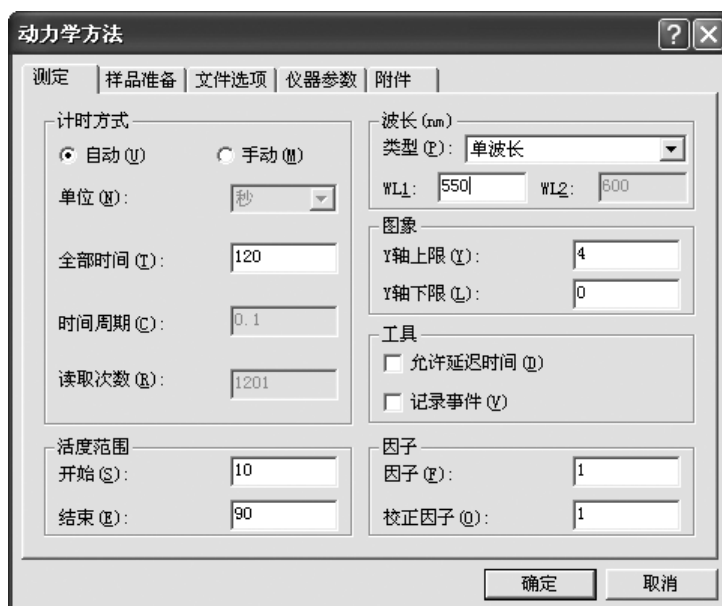 动力学方法
测定 样品准备 文件选项 仪器参数 附件
计时方式
自动(U) 手动(M)
单位(N): 秒
全部时间(T): 120
时间周期(C): 0.1
读取次数(R): 1201
活度范围
开始(S): 10
结束(E): 90
波长(nm)
类型(P): 单波长
WL1: 550 WL2: 600
图象
Y轴上限(Y): 4
Y轴下限(L): 0
工具
允许延迟时间(D)
记录事件(V)
因子
因子(F): 1
校正因子(O): 1
确定 取消